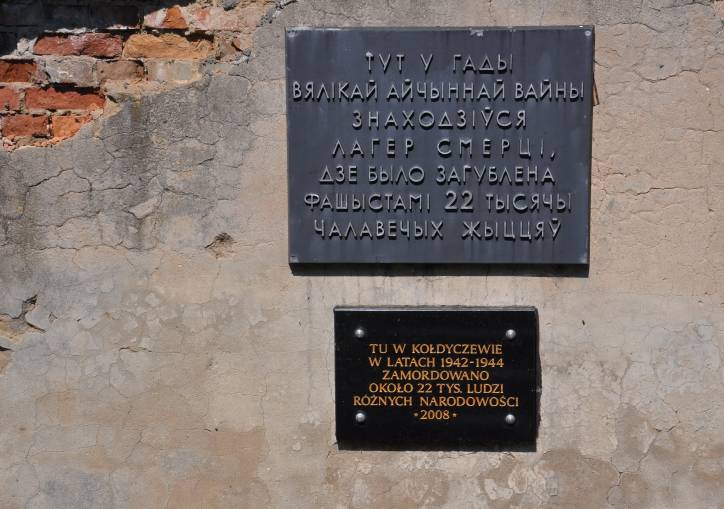 ТУТ У ГАДЫ
ВЯЛІКАЙ АЙЧЫННАЙ ВАЙНЫ
ЗНАХОДЗІЎСЯ
ЛАГЕР СМЕРЦІ,
ДЗЕ БЫЛО ЗАГУБЛЕНА
ФАШЫСТАМІ 22 ТЫСЯЧЫ
ЧАЛАВЕЧЫХ ЖЫЦЦЯЎ
TU W KOŁDYCZEWIE
W LATACH 1942-1944
ZAMORDOWANO
OKOŁO 22 TYS. LUDZI
RÓŻNYCH NARODOWOŚCI
*2008*